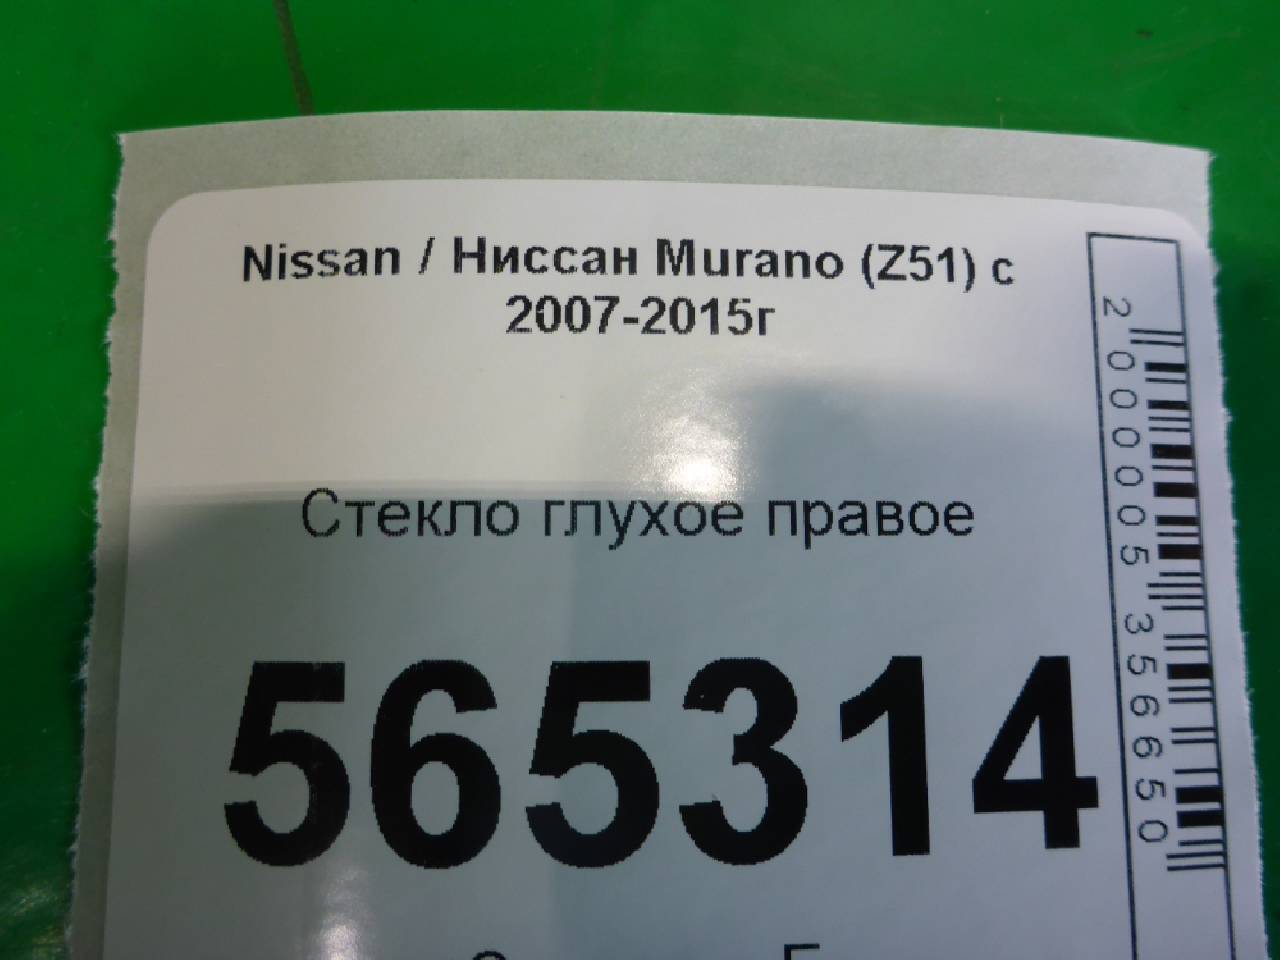 Nissan / Ниссан Murano (Z51) с
2007-2015г
Стекло глухое правое
565314
2000005356650